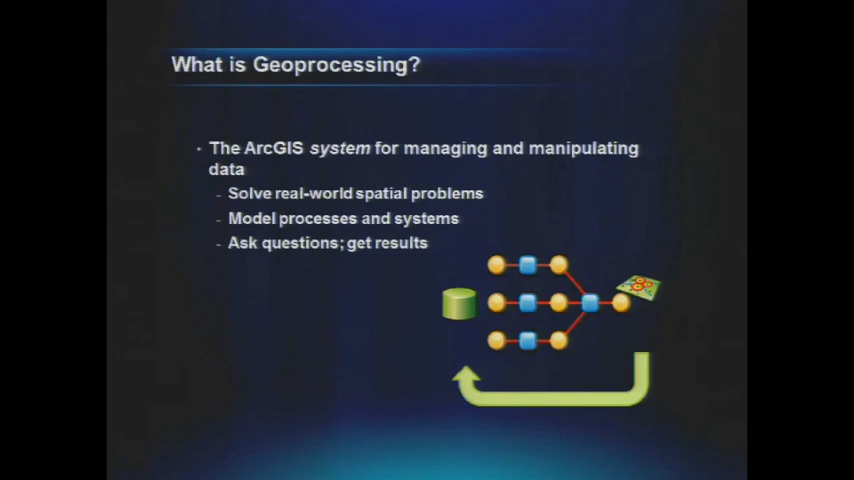 What is Geoprocessing?
· The ArcGIS system for managing and manipulating
data
- Solve real-world spatial problems
- Model processes and systems
- Ask questions; get results